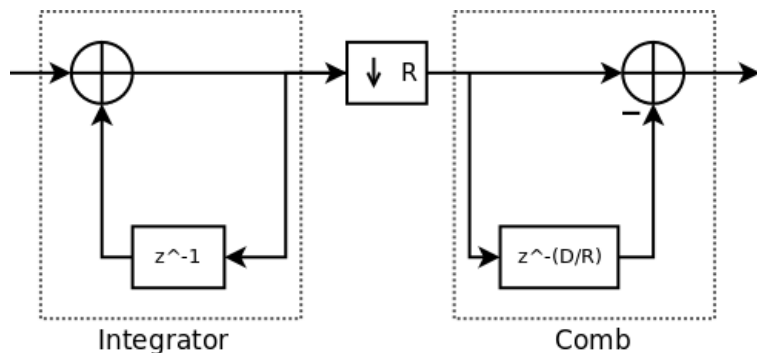 ↓ R
−
z^-1
z^-(D/R)
Integrator
Comb